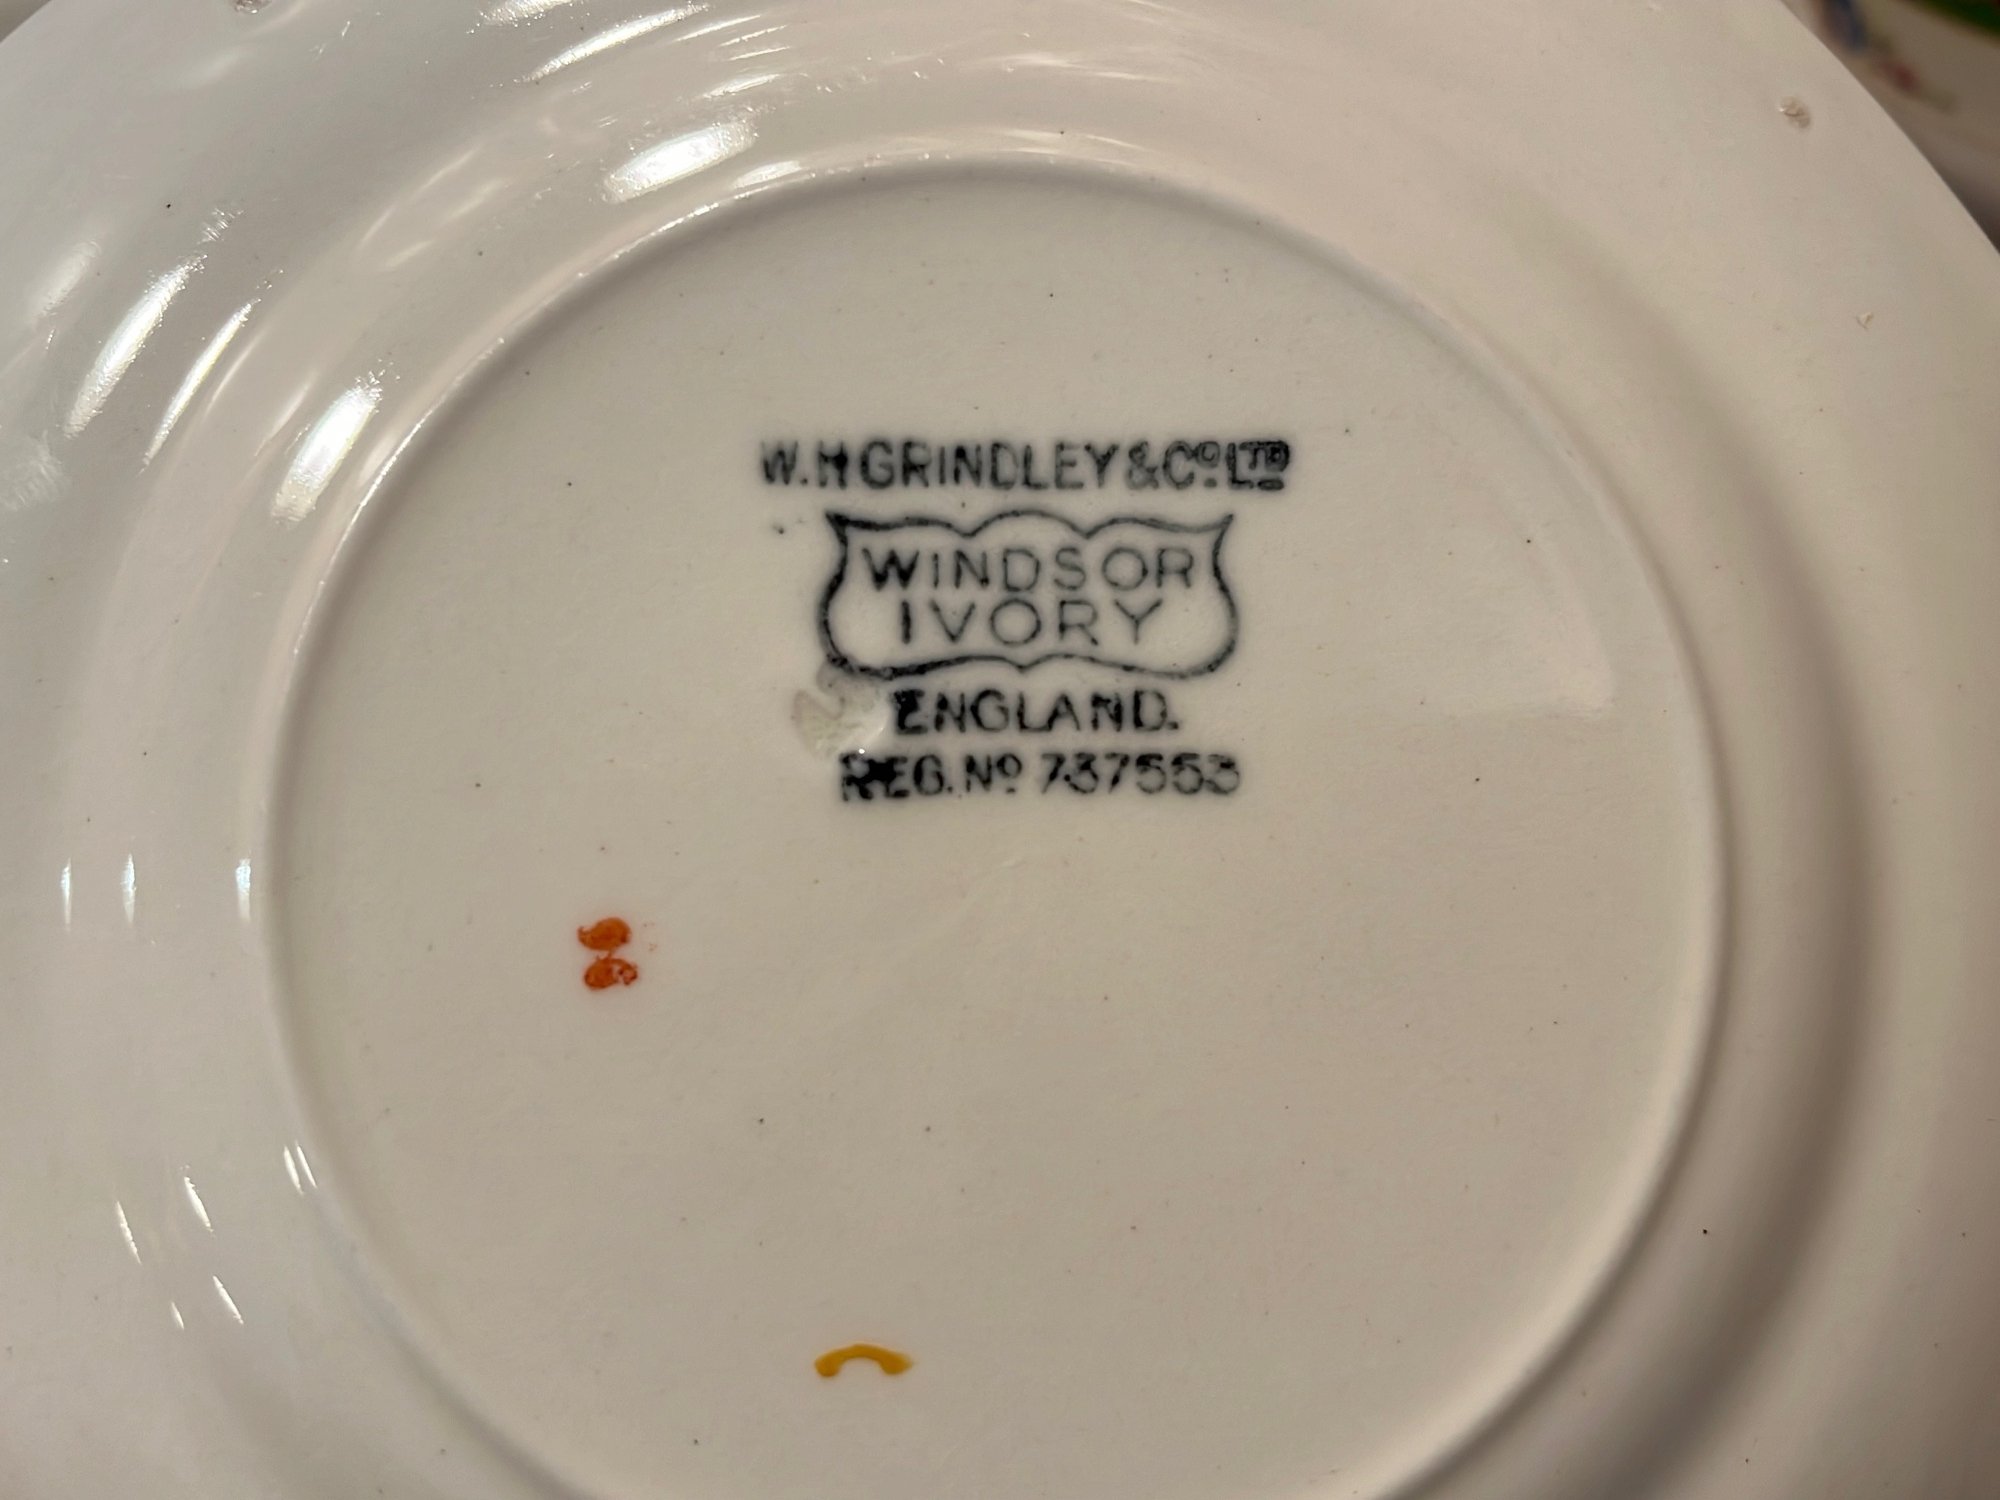 W.H GRINDLEY & Cº. LTD
WINDSOR
IVORY
ENGLAND.
REG. Nº 737553